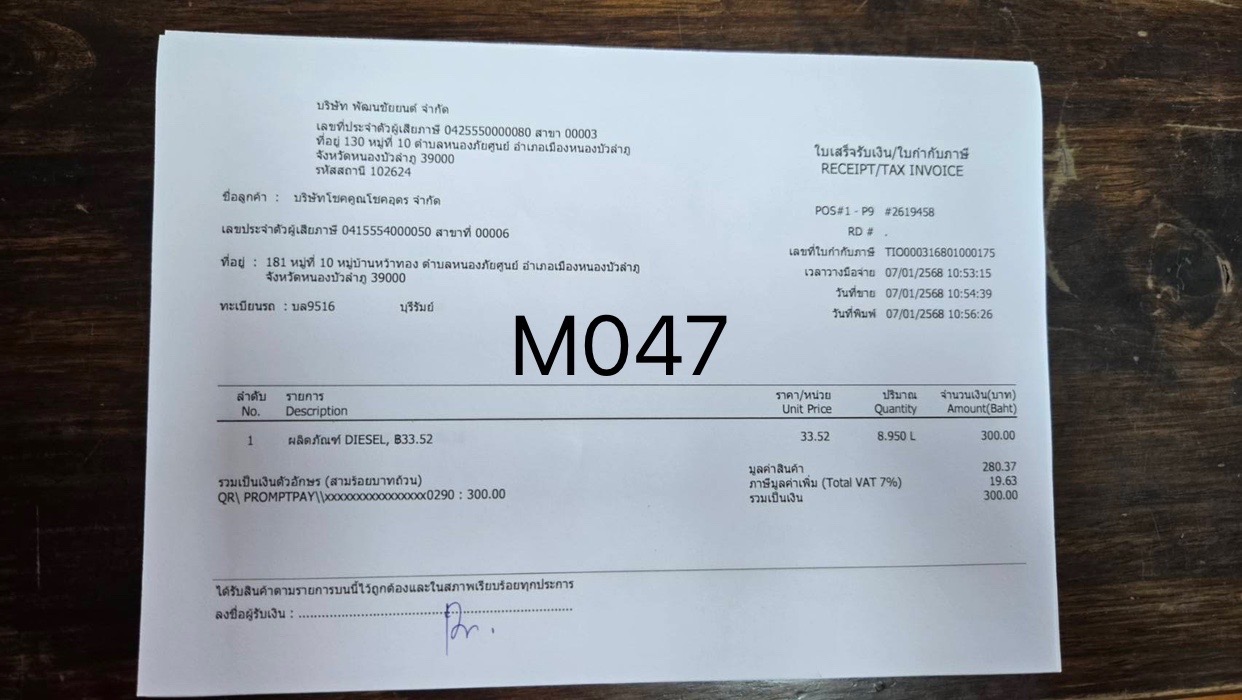 บริษัท พัฒนชัยยนต์ จำกัด
เลขที่ประจำตัวผู้เสียภาษี 0425550000080 สาขา 00003
ที่อยู่ 130 หมู่ที่ 10 ตำบลหนองภัยศูนย์ อำเภอเมืองหนองบัวลำภู
จังหวัดหนองบัวลำภู 39000
รหัสสถานี 102624
ใบเสร็จรับเงิน/ใบกำกับภาษี
RECEIPT/TAX INVOICE
ชื่อลูกค้า : บริษัทโชคคูณโชคอุดร จำกัด
เลขประจำตัวผู้เสียภาษี 0415554000050 สาขาที่ 00006
ที่อยู่ : 181 หมู่ที่ 10 หมู่บ้านหว้าทอง ตำบลหนองภัยศูนย์ อำเภอเมืองหนองบัวลำภู
จังหวัดหนองบัวลำภู 39000
ทะเบียนรถ : บล9516 บุรีรัมย์
POS#1 - P9 #2619458
RD # .
เลขที่ใบกำกับภาษี TIO000316801000175
เวลาวางมือจ่าย 07/01/2568 10:53:15
วันที่ขาย 07/01/2568 10:54:39
วันที่พิมพ์ 07/01/2568 10:56:26
M047
ลำดับ รายการ ราคา/หน่วย ปริมาณ จำนวนเงิน(บาท)
No. Description Unit Price Quantity Amount(Baht)
1 ผลิตภัณฑ์ DIESEL, ฿33.52 33.52 8.950 L 300.00
มูลค่าสินค้า 280.37
รวมเป็นเงินตัวอักษร (สามร้อยบาทถ้วน) ภาษีมูลค่าเพิ่ม (Total VAT 7%) 19.63
QR\ PROMPTPAY\\xxxxxxxxxxxxxxxx0290 : 300.00 รวมเป็นเงิน 300.00
ได้รับสินค้าตามรายการบนนี้ไว้ถูกต้องและในสภาพเรียบร้อยทุกประการ
ลงชื่อผู้รับเงิน : ............................................................